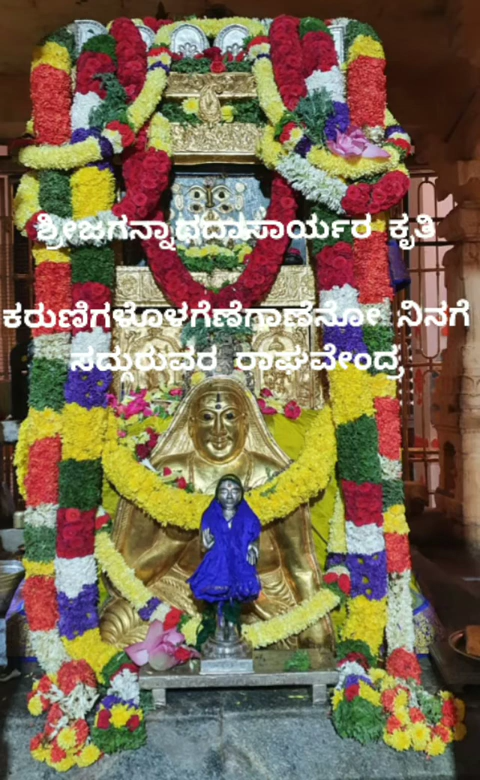 ಶ್ರೀಜಗನ್ನಾಥದಾಸಾರ್ಯರ ಕೃತಿ
ಕರುಣಿಗಳೊಳಗೆಣೆಗಾಣೆನೋ ನಿನಗೆ
ಸದ್ಗುರುವರ ರಾಘವೇಂದ್ರ